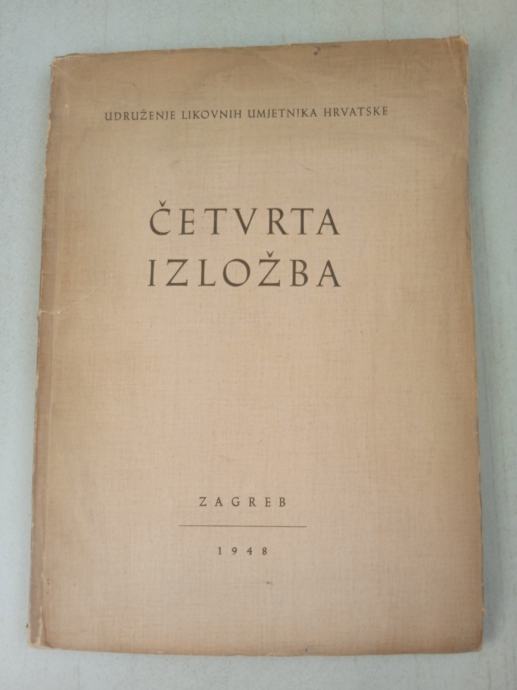 UDRUŽENJE LIKOVNIH UMJETNIKA HRVATSKE
ČETVRTA
IZLOŽBA
ZAGREB
1948